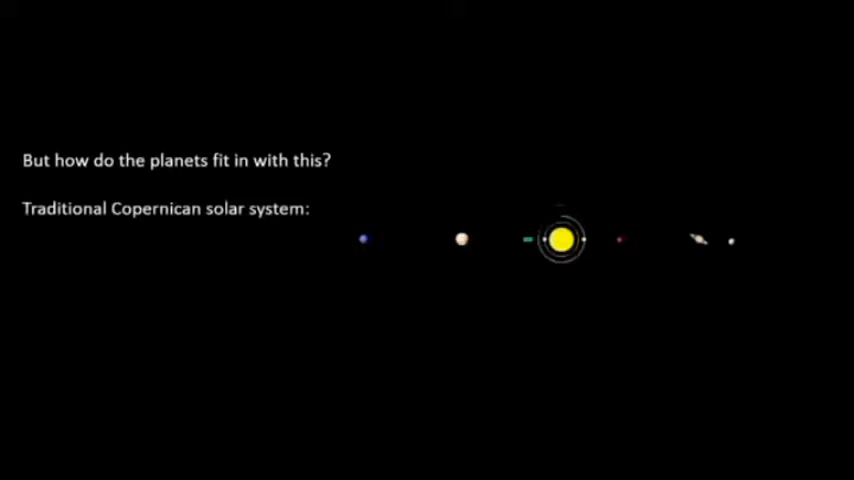 But how do the planets fit in with this?
Traditional Copernican solar system: